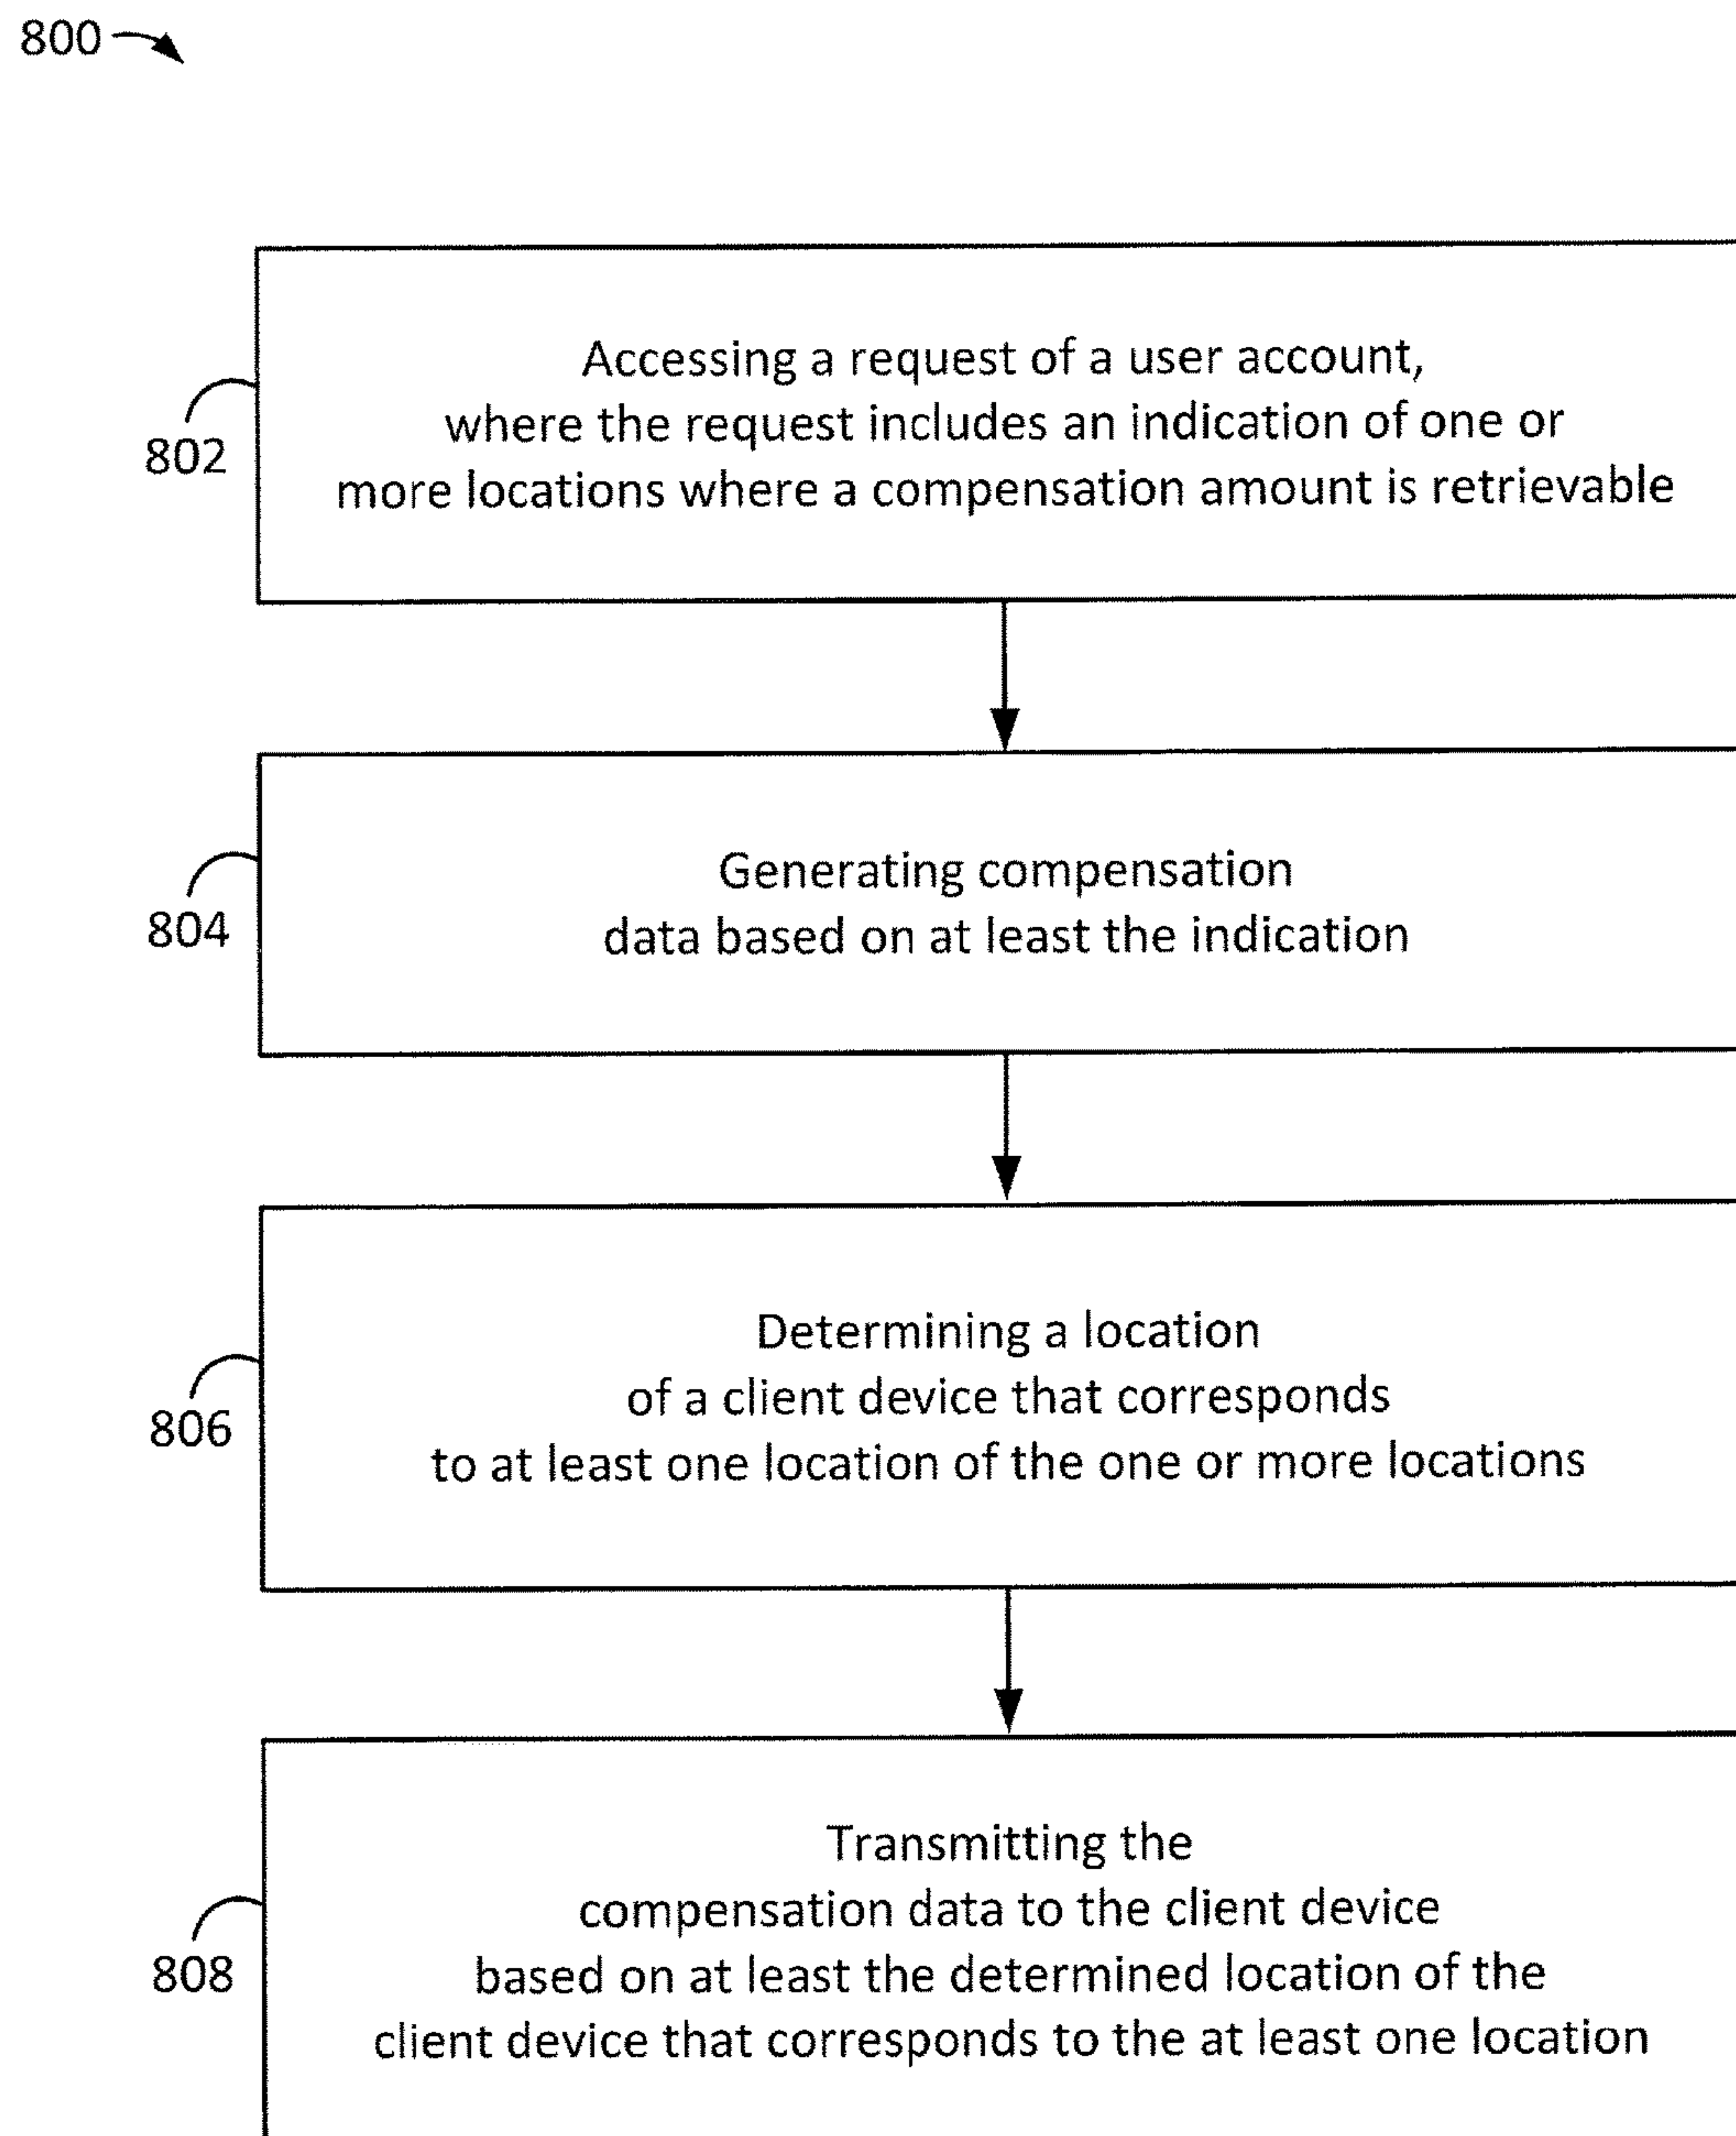 800
Accessing a request of a user account,
where the request includes an indication of one or
more locations where a compensation amount is retrievable
802
Generating compensation
data based on at least the indication
804
Determining a location
of a client device that corresponds
to at least one location of the one or more locations
806
Transmitting the
compensation data to the client device
based on at least the determined location of the
client device that corresponds to the at least one location
808